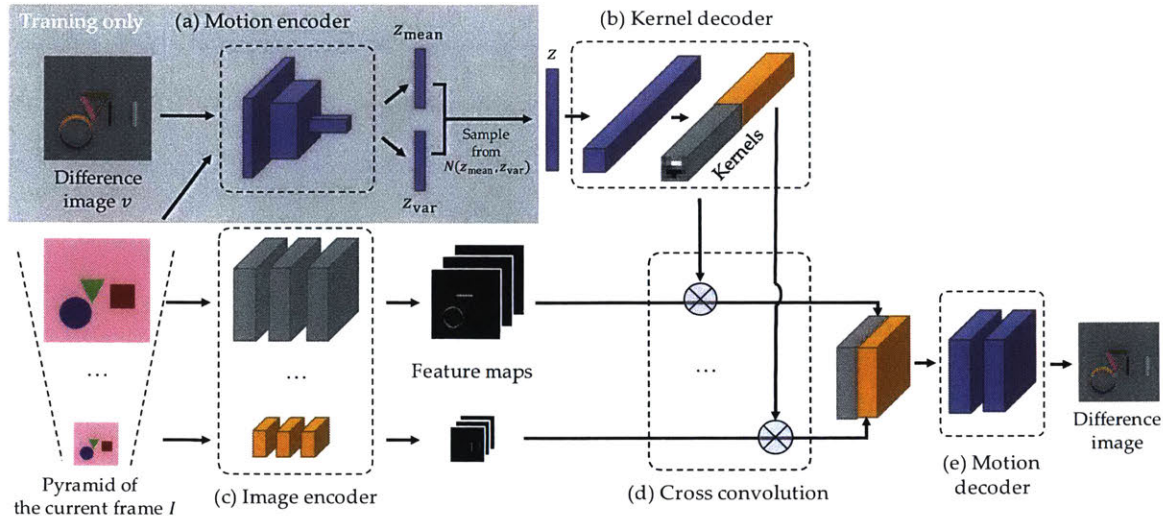 Training only
(a) Motion encoder
(b) Kernel decoder
z_mean
z
Sample
from
N(z_mean, z_var)
Kernels
Difference
image v
z_var
...
...
Feature maps
...
Pyramid of
the current frame I
(c) Image encoder
(d) Cross convolution
(e) Motion
decoder
Difference
image